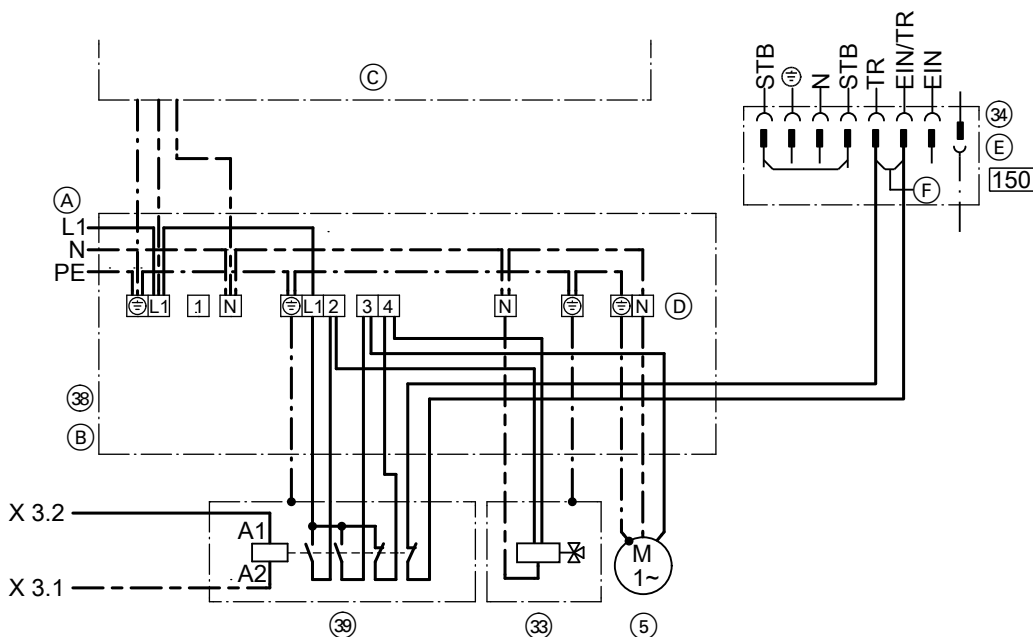 STB ⏚ N STB TR EIN/TR EIN
C
34
E
150
F
A
L1
N
PE
⏚ L1 .1 N ⏚ L1 2 3 4 N ⏚ ⏚ N D
38
B
X 3.2
A1
A2
X 3.1
M
1~
39 33 5